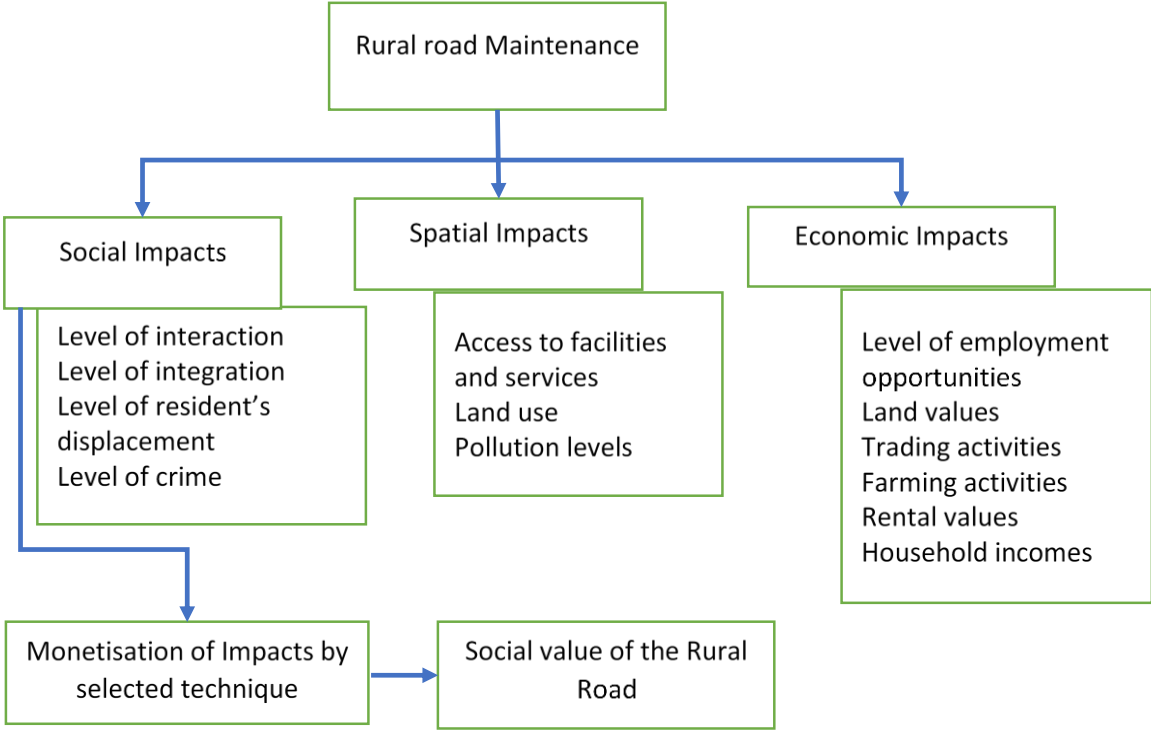 Rural road Maintenance
Social Impacts
Spatial Impacts
Economic Impacts
Level of interaction
Level of integration
Level of resident’s
displacement
Level of crime
Access to facilities
and services
Land use
Pollution levels
Level of employment
opportunities
Land values
Trading activities
Farming activities
Rental values
Household incomes
Monetisation of Impacts by
selected technique
Social value of the Rural
Road